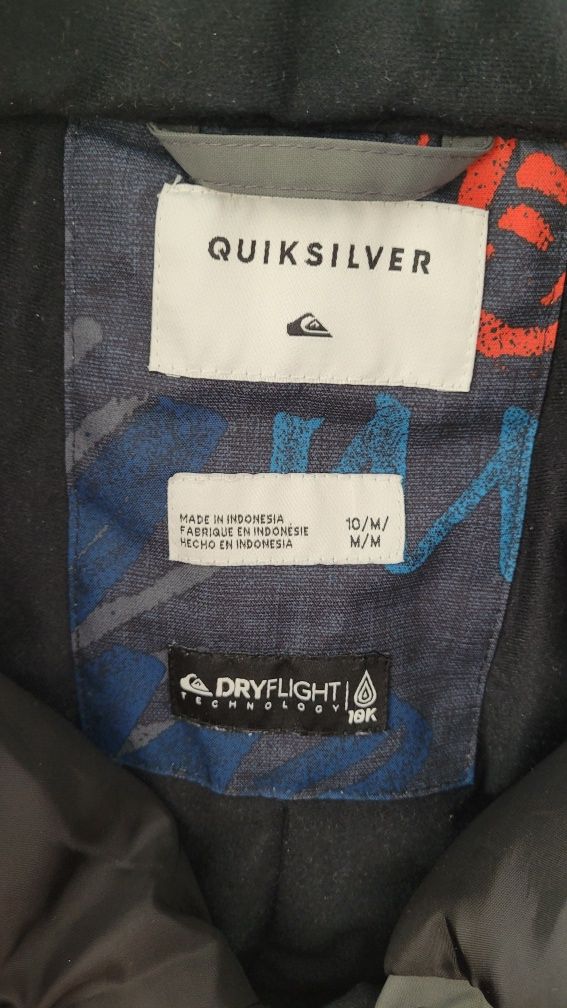 QUIKSILVER
MADE IN INDONESIA
FABRIQUE EN INDONÉSIE
HECHO EN INDONESIA
10/M/
M/M
DRYFLIGHT
TECHNOLOGY
10K